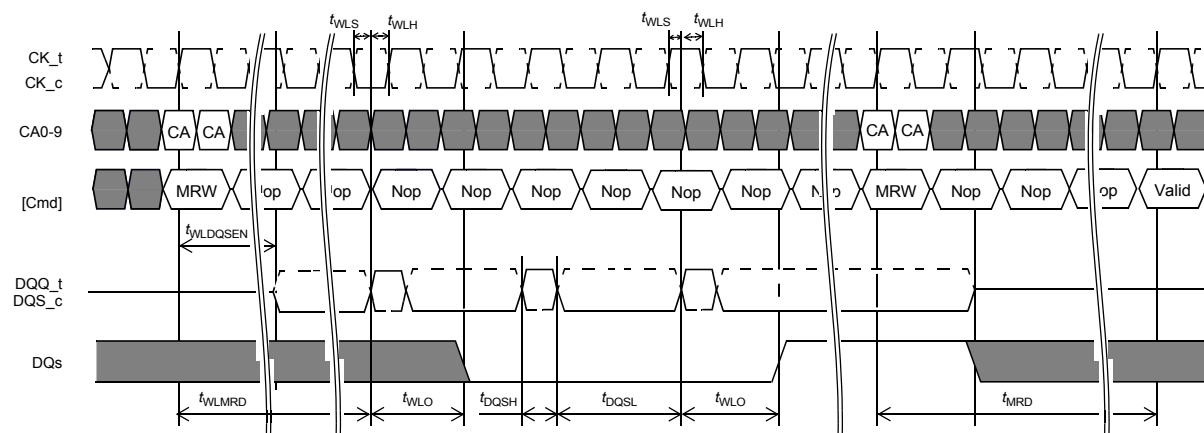 tWLS tWLH tWLS tWLH
CK_t
CK_c
CA0-9 CA CA CA CA
[Cmd] MRW Nop Nop Nop Nop Nop Nop Nop Nop MRW Nop Nop Valid
tWLDQSEN
DQQ_t
DQS_c
DQs
tWLMRD tWLO tDQSH tDQSL tWLO tMRD